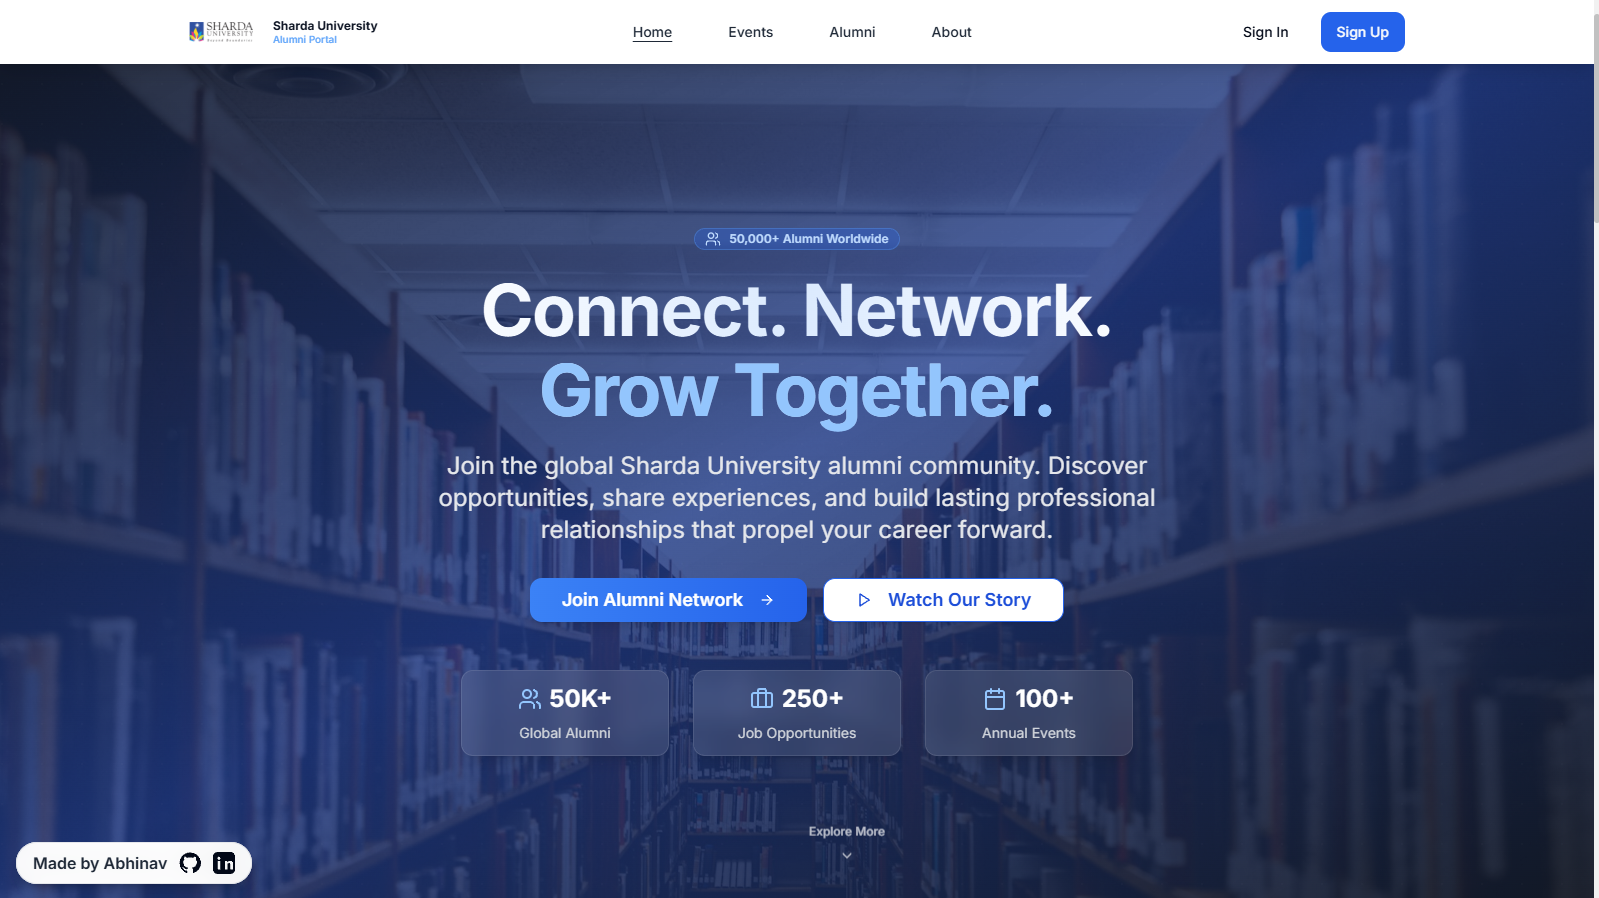 SHARDA
UNIVERSITY
Beyond Boundaries
Sharda University
Alumni Portal
Home
Events
Alumni
About
Sign In
Sign Up
50,000+ Alumni Worldwide
Connect. Network.
Grow Together.
Join the global Sharda University alumni community. Discover
opportunities, share experiences, and build lasting professional
relationships that propel your career forward.
Join Alumni Network
Watch Our Story
50K+
Global Alumni
250+
Job Opportunities
100+
Annual Events
Explore More
Made by Abhinav
in